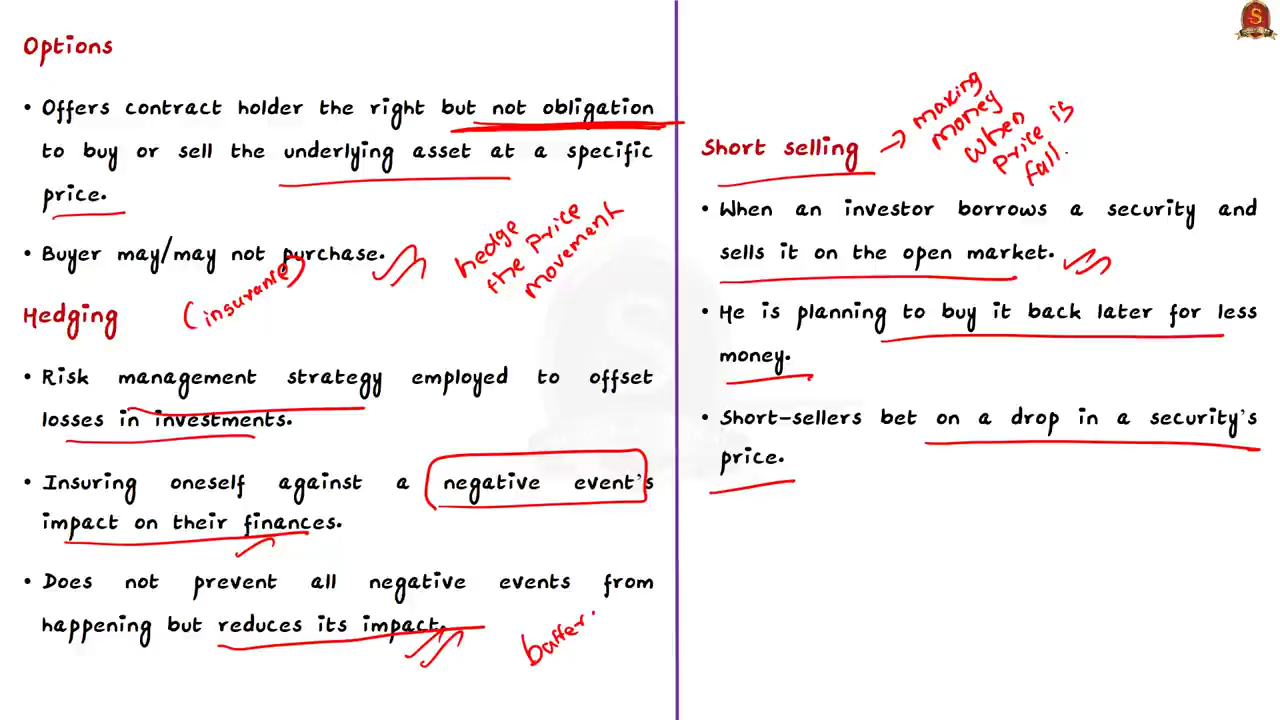 Options
• Offers contract holder the right but not obligation
to buy or sell the underlying asset at a specific
price.
• Buyer may/may not purchase.
hedge
the price
movement
(insurance)
Hedging
• Risk management strategy employed to offset
losses in investments.
• Insuring oneself against a negative event's
impact on their finances.
• Does not prevent all negative events from
happening but reduces its impact.
buffer
Short selling
making
money
when
price is
fall.
• When an investor borrows a security and
sells it on the open market.
• He is planning to buy it back later for less
money.
• Short-sellers bet on a drop in a security's
price.
S